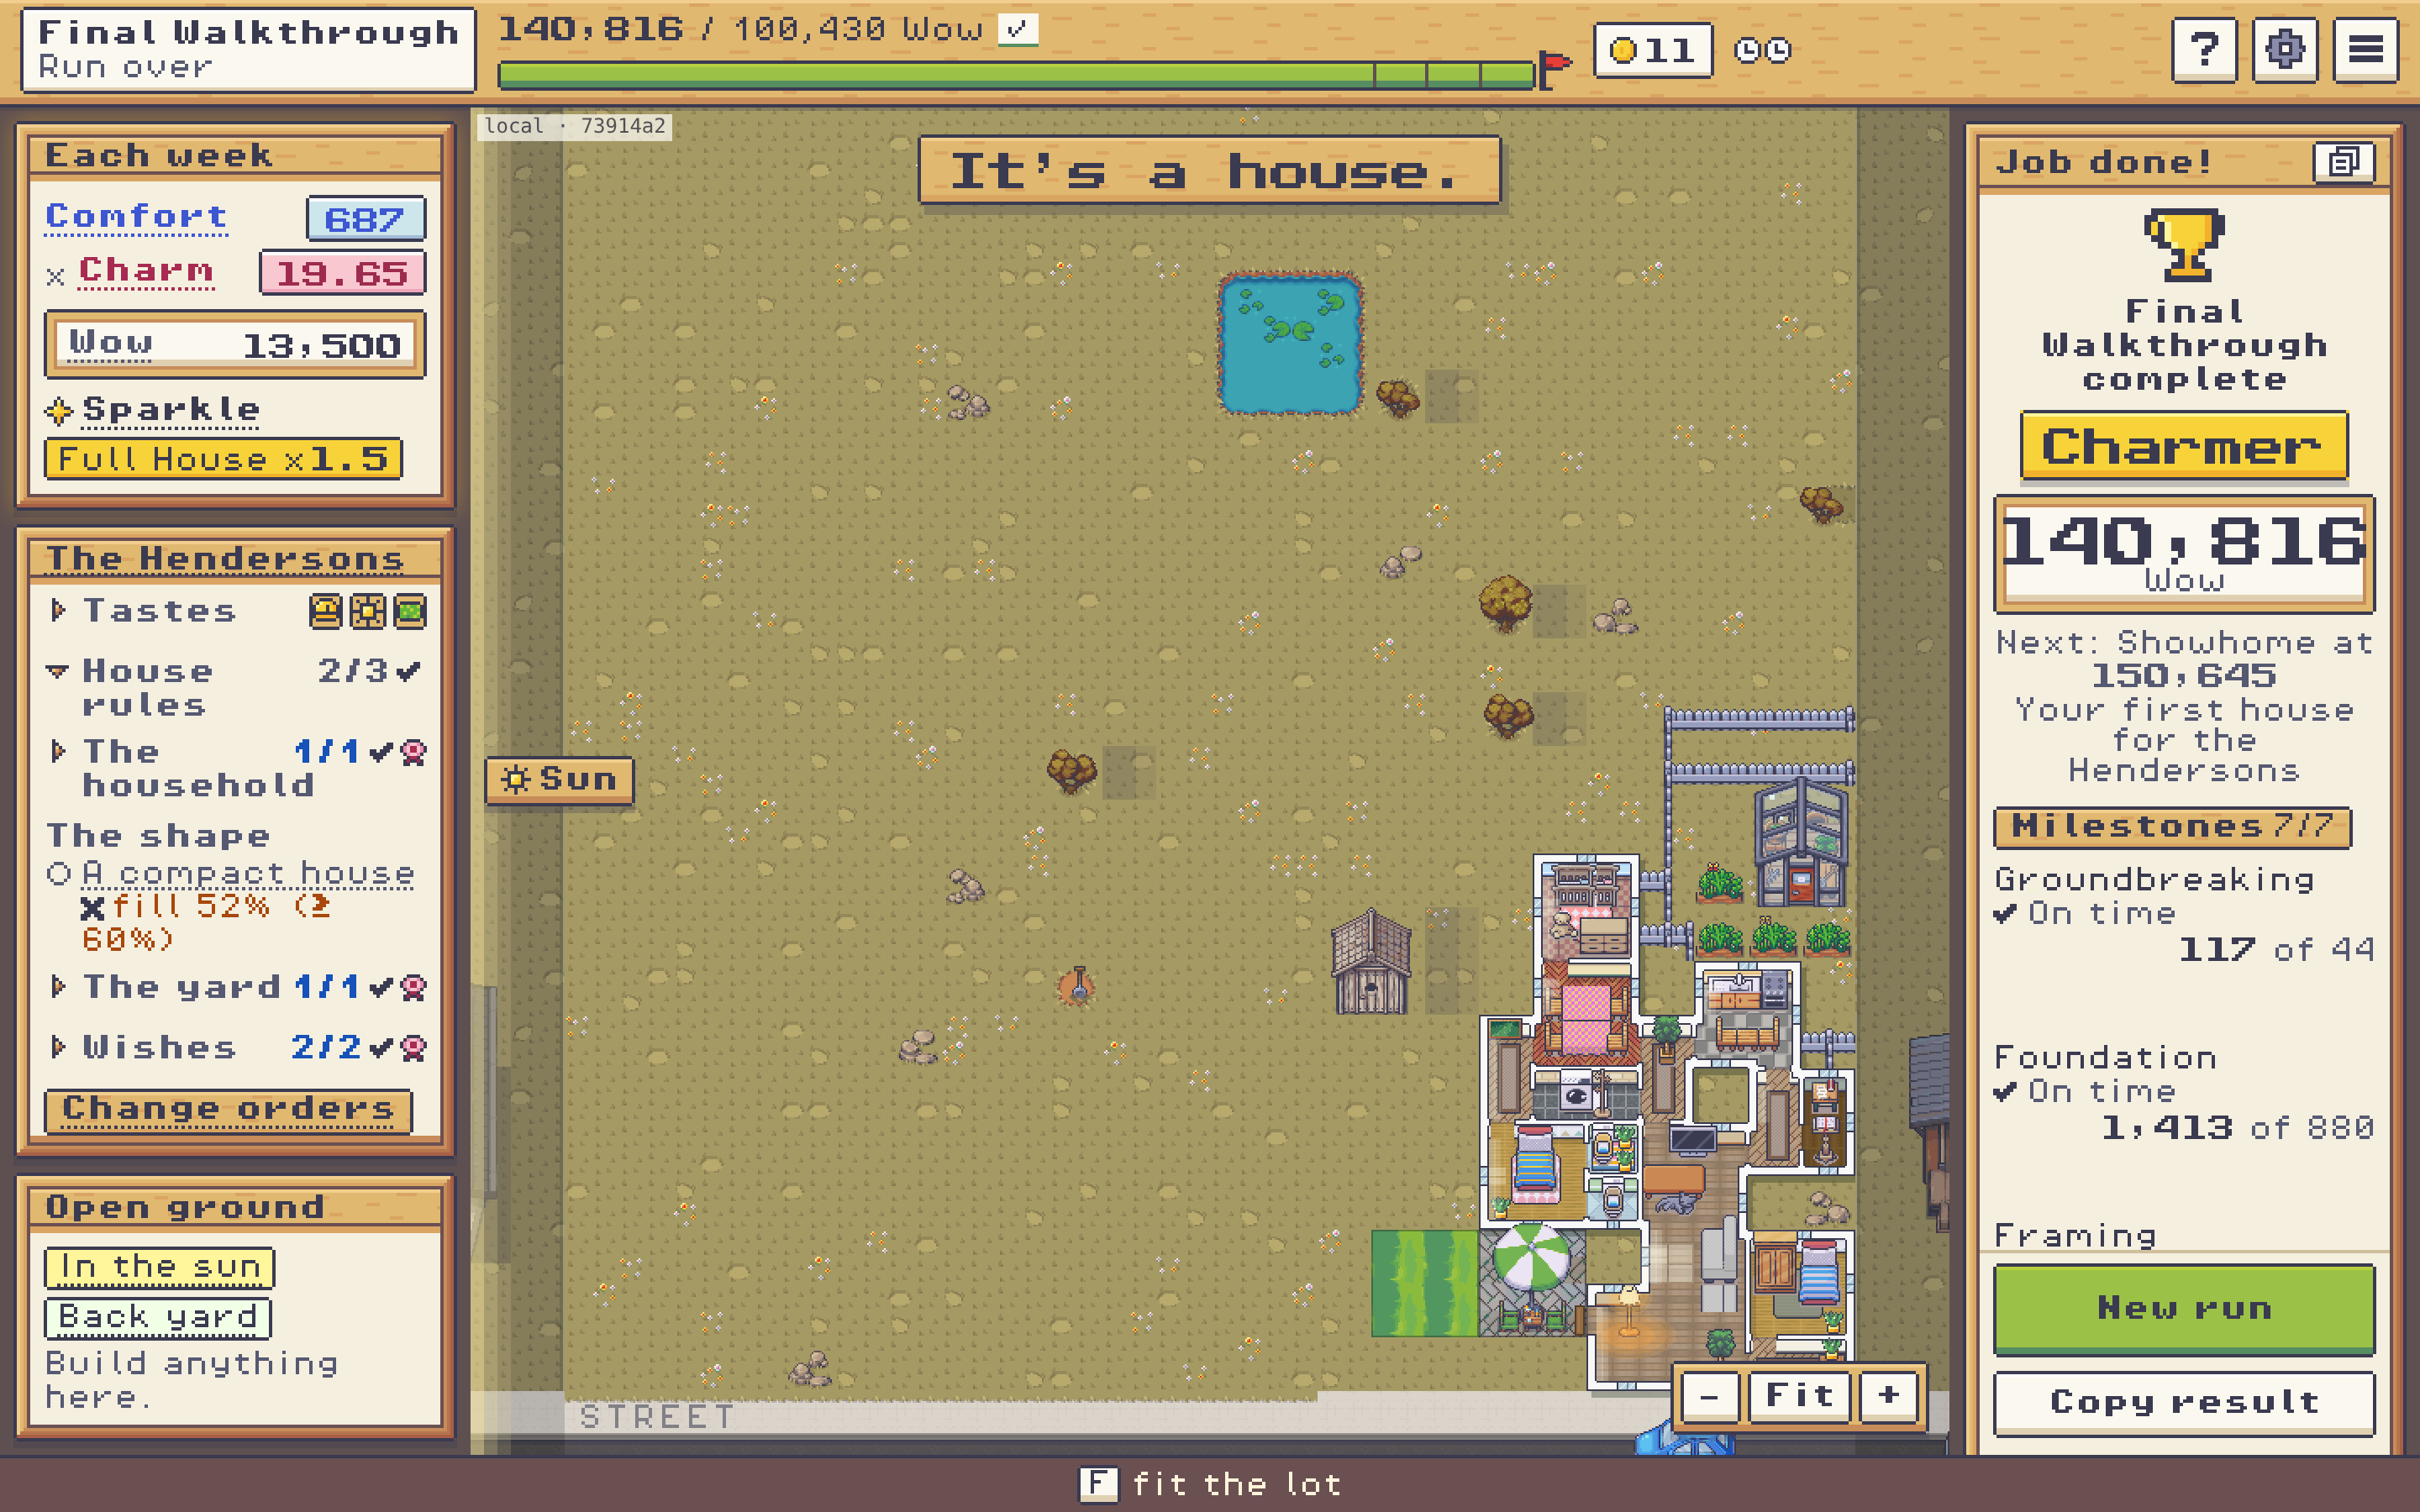 Final Walkthrough
Run over
140,816 / 100,430 Wow
11
?
local · 73914a2
It's a house.
Each week
Comfort 687
x Charm 19.65
Wow 13,500
Sparkle
Full House x1.5
The Hendersons
Tastes
House rules 2/3
The household 1/1
The shape
A compact house
fill 52% (≥ 60%)
The yard 1/1
Wishes 2/2
Change orders
Open ground
In the sun
Back yard
Build anything
here.
Sun
STREET
- Fit +
F fit the lot
Job done!
Final
Walkthrough
complete
Charmer
140,816
Wow
Next: Showhome at
150,645
Your first house
for the
Hendersons
Milestones 7/7
Groundbreaking
On time
117 of 44
Foundation
On time
1,413 of 880
Framing
New run
Copy result